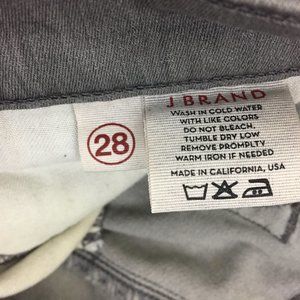 28
J BRAND
WASH IN COLD WATER
WITH LIKE COLORS
DO NOT BLEACH.
TUMBLE DRY LOW
REMOVE PROMPLTY
WARM IRON IF NEEDED
MADE IN CALIFORNIA, USA